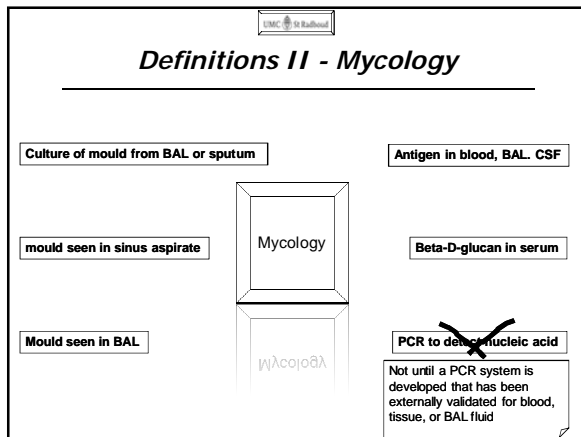 UMC St Radboud
Definitions II - Mycology
Culture of mould from BAL or sputum
Antigen in blood, BAL. CSF
Mycology
mould seen in sinus aspirate
Beta-D-glucan in serum
Mould seen in BAL
PCR to detect nucleic acid
Mycology
Not until a PCR system is
developed that has been
externally validated for blood,
tissue, or BAL fluid